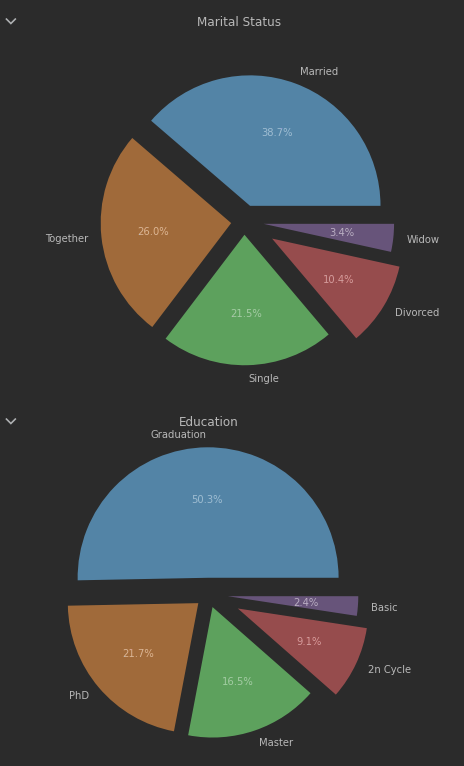 Marital Status
Married
38.7%
3.4%
Together
26.0%
Widow
10.4%
21.5%
Divorced
Single
Education
Graduation
50.3%
2.4%
Basic
9.1%
21.7%
2n Cycle
16.5%
PhD
Master